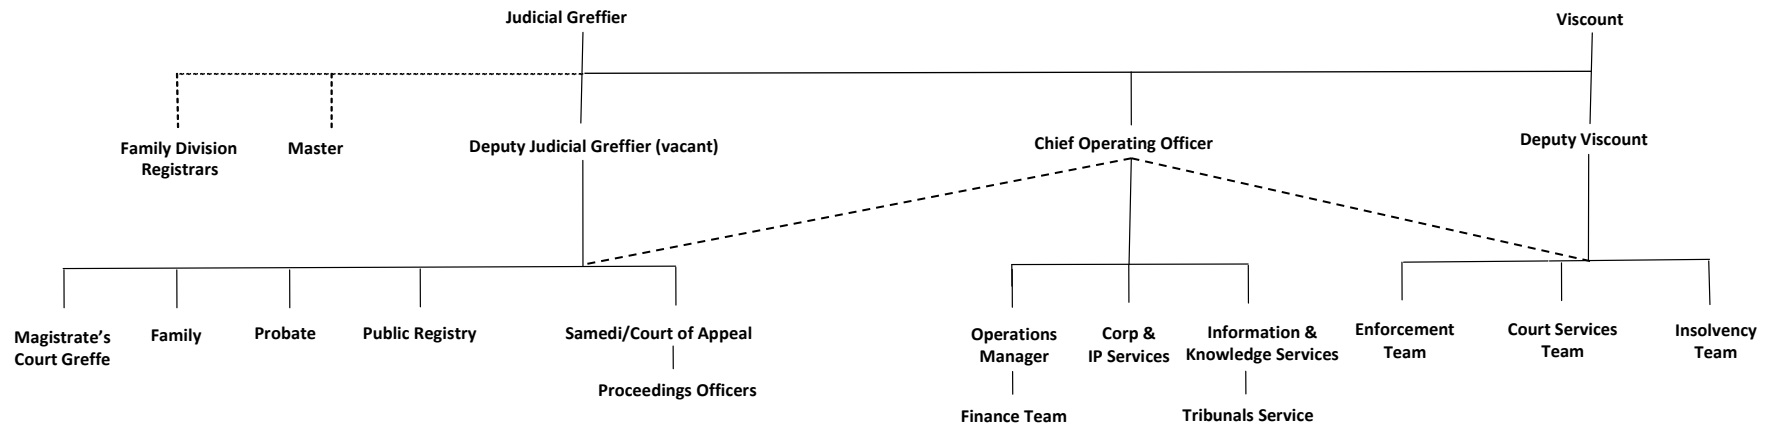 Judicial Greffier
Viscount
Family Division
Registrars
Master
Deputy Judicial Greffier (vacant)
Chief Operating Officer
Deputy Viscount
Magistrate’s
Court Greffe
Family
Probate
Public Registry
Samedi/Court of Appeal
Proceedings Officers
Operations
Manager
Finance Team
Corp &
IP Services
Information &
Knowledge Services
Tribunals Service
Enforcement
Team
Court Services
Team
Insolvency
Team